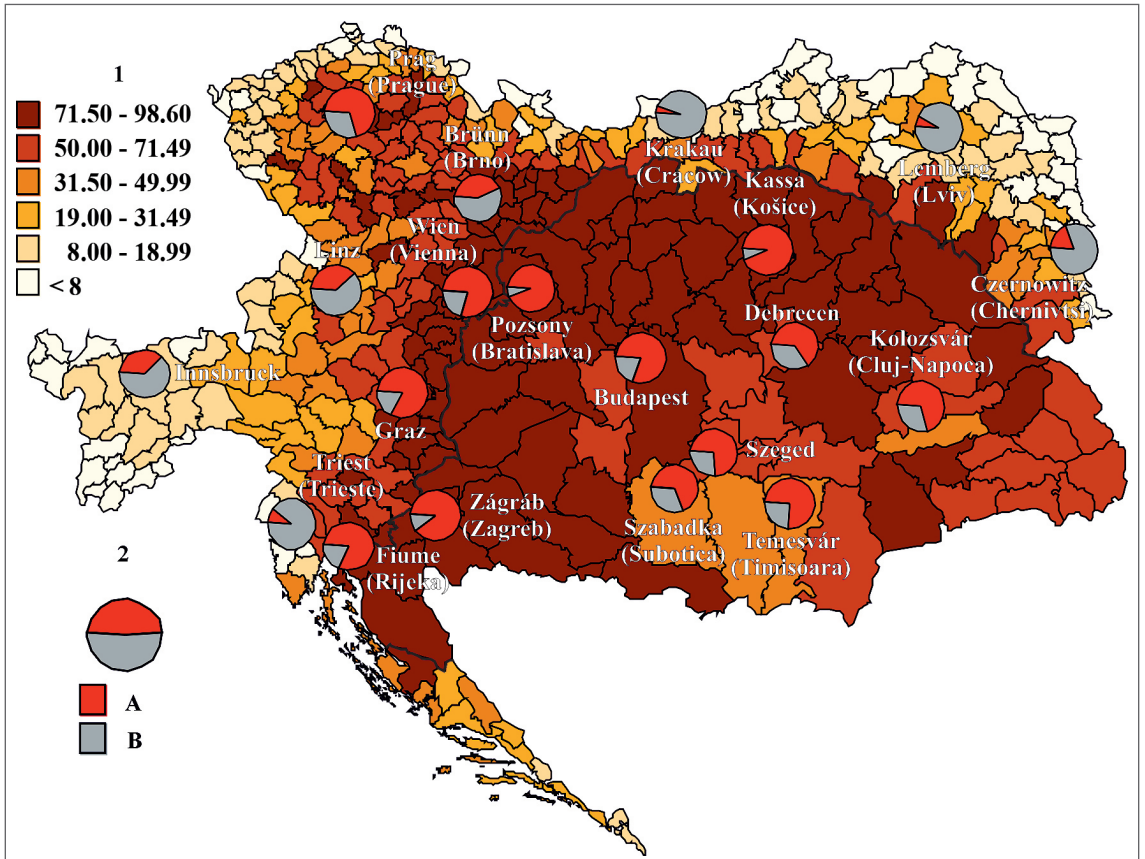 1
71.50 - 98.60
50.00 - 71.49
31.50 - 49.99
19.00 - 31.49
8.00 - 18.99
< 8
2
A
B
Prág
(Prague)
Brünn
(Brno)
Krakau
(Cracow)
Kassa
(Košice)
Lemberg
(Lviv)
Wien
(Vienna)
Linz
Czernowitz
(Chernivtsi)
Pozsony
(Bratislava)
Debrecen
Kolozsvár
(Cluj-Napoca)
Innsbruck
Budapest
Graz
Szeged
Triest
(Trieste)
Zágráb
(Zagreb)
Szabadka
(Subotica)
Temesvár
(Timisoara)
Fiume
(Rijeka)